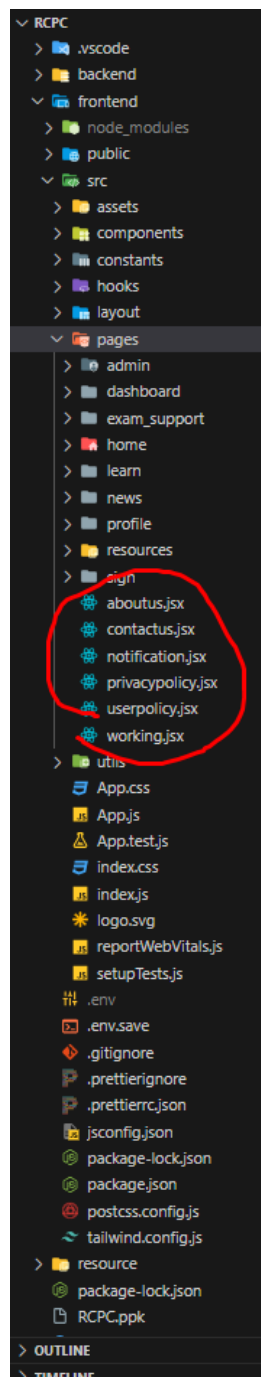 RCPC
.vscode
backend
frontend
node_modules
public
src
assets
components
constants
hooks
layout
pages
admin
dashboard
exam_support
home
learn
news
profile
resources
sign
aboutus.jsx
contactus.jsx
notification.jsx
privacypolicy.jsx
userpolicy.jsx
working.jsx
utils
App.css
JS App.js
App.test.js
index.css
JS index.js
logo.svg
JS reportWebVitals.js
JS setupTests.js
.env
.env.save
.gitignore
.prettierignore
.prettierrc.json
jsconfig.json
package-lock.json
package.json
postcss.config.js
tailwind.config.js
resource
package-lock.json
RCPC.ppk
OUTLINE
TIMELINE